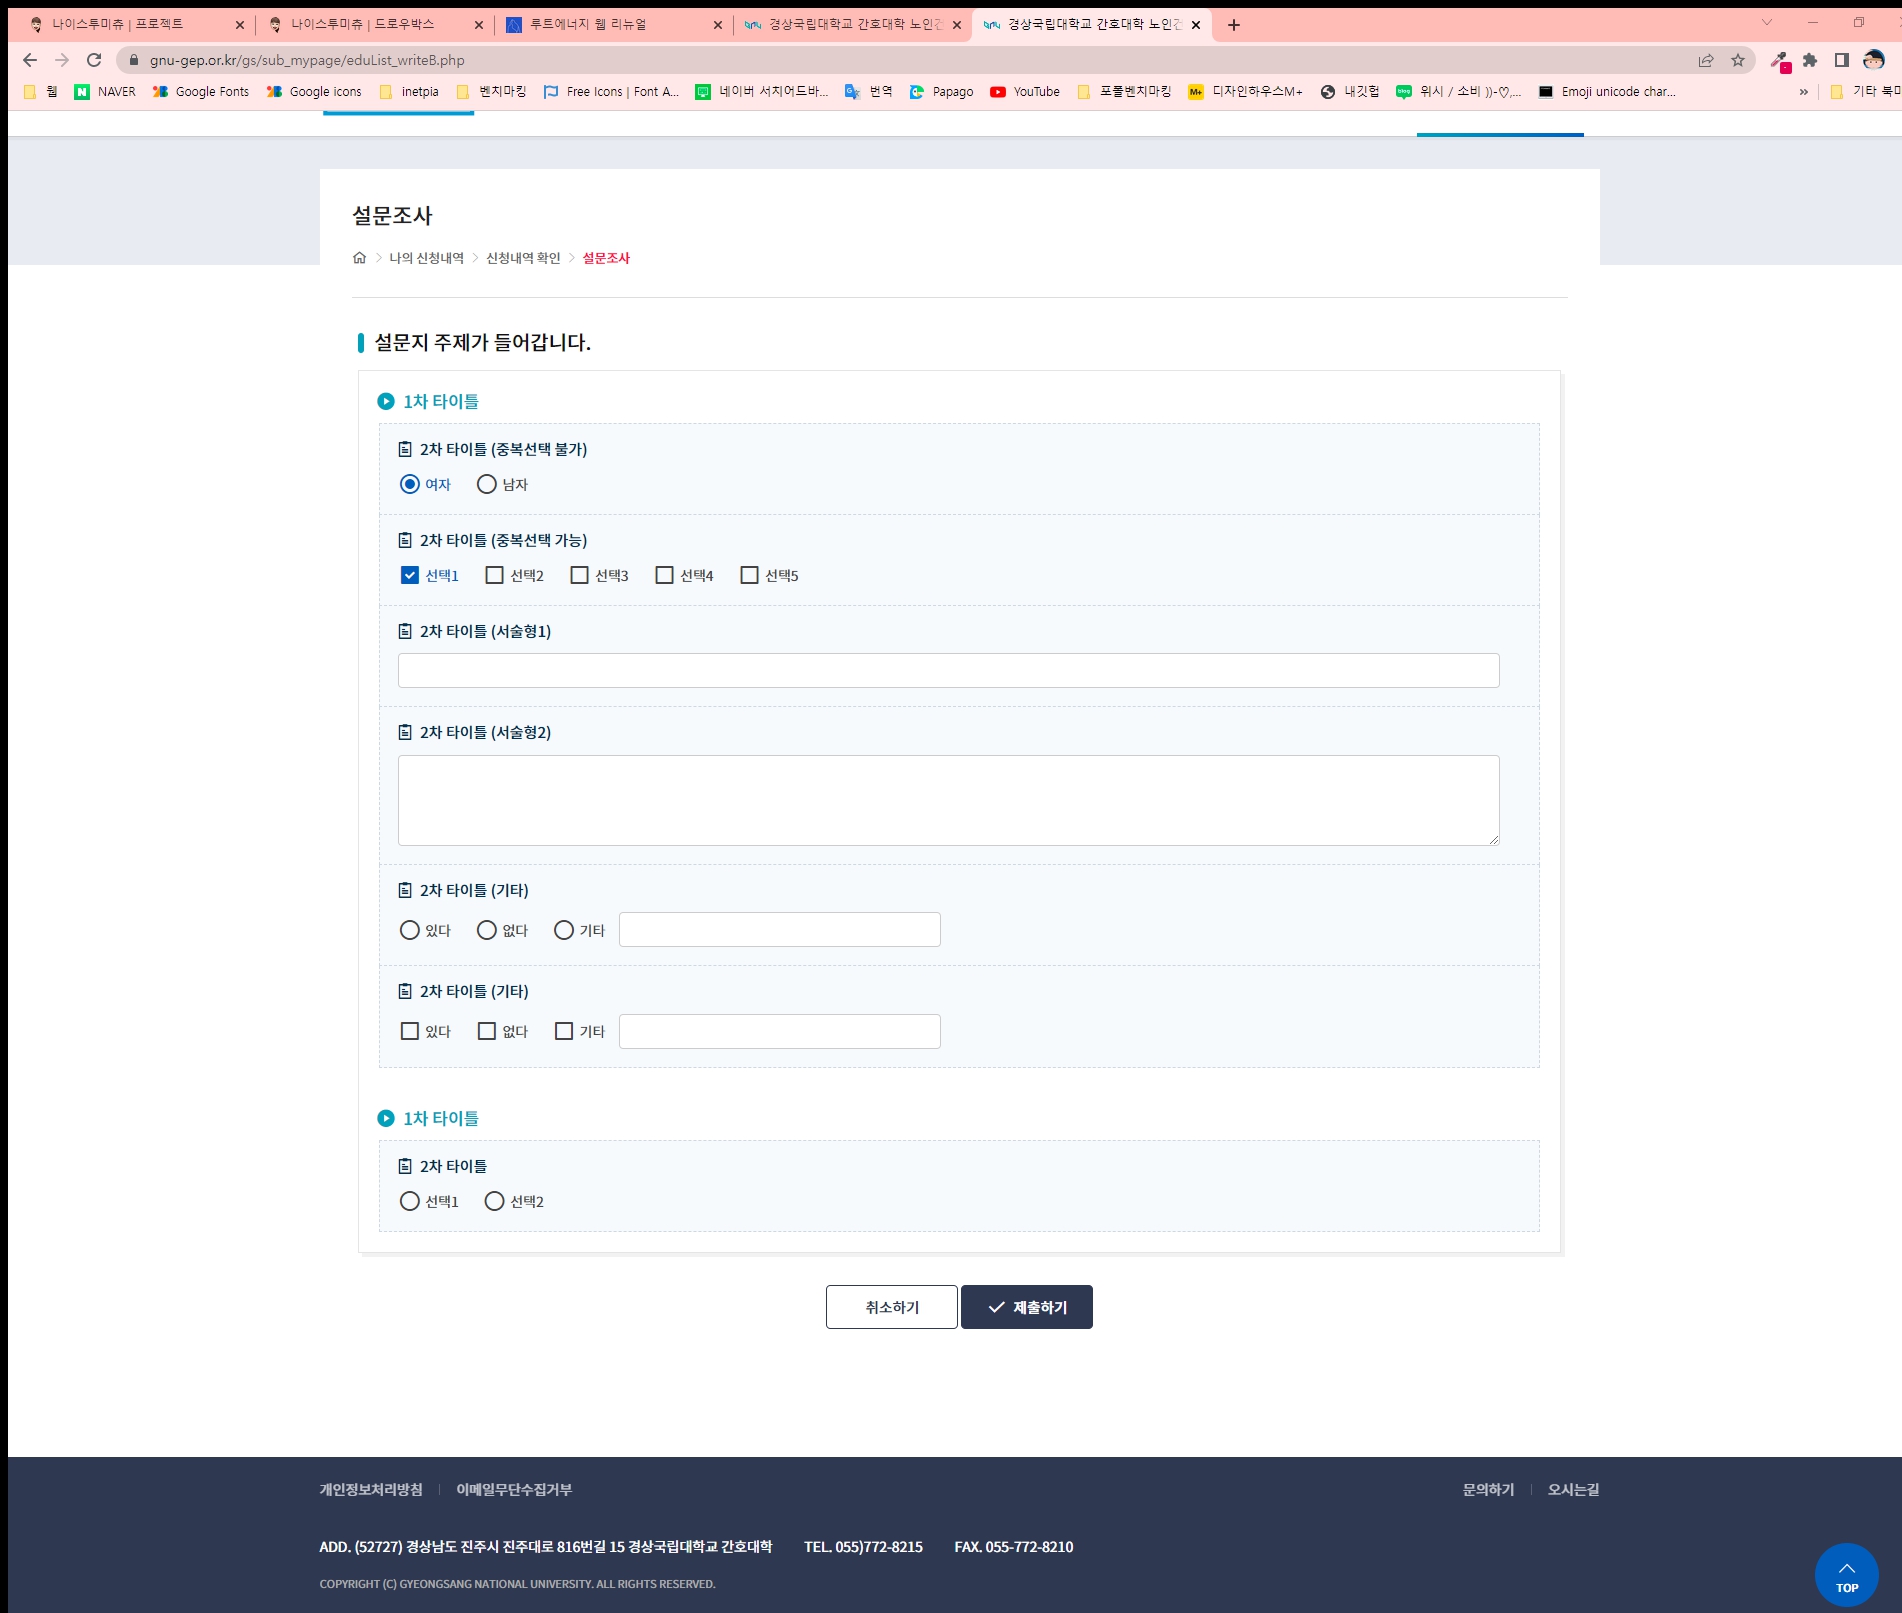 나이스투미츄 | 프로젝트
나이스투미츄 | 드로우박스
루트에너지 웹 리뉴얼
경상국립대학교 간호대학 노인건
경상국립대학교 간호대학 노인건
gnu-gep.or.kr/gs/sub_mypage/eduList_writeB.php
웹 NAVER Google Fonts Google icons inetpia 벤치마킹 Free Icons | Font A... 네이버 서치어드바... 번역 Papago YouTube 포폴벤치마킹 디자인하우스M+ 내깃헙 위시 / 소비 ))-♡,... Emoji unicode char... » 기타 북마
설문조사
나의 신청내역 > 신청내역 확인 > 설문조사
설문지 주제가 들어갑니다.
1차 타이틀
2차 타이틀 (중복선택 불가)
여자 남자
2차 타이틀 (중복선택 가능)
선택1 선택2 선택3 선택4 선택5
2차 타이틀 (서술형1)
2차 타이틀 (서술형2)
2차 타이틀 (기타)
있다 없다 기타
2차 타이틀 (기타)
있다 없다 기타
1차 타이틀
2차 타이틀
선택1 선택2
취소하기 제출하기
개인정보처리방침 | 이메일무단수집거부
문의하기 | 오시는길
ADD. (52727) 경상남도 진주시 진주대로 816번길 15 경상국립대학교 간호대학 TEL. 055)772-8215 FAX. 055-772-8210
COPYRIGHT (C) GYEONGSANG NATIONAL UNIVERSITY. ALL RIGHTS RESERVED.
TOP